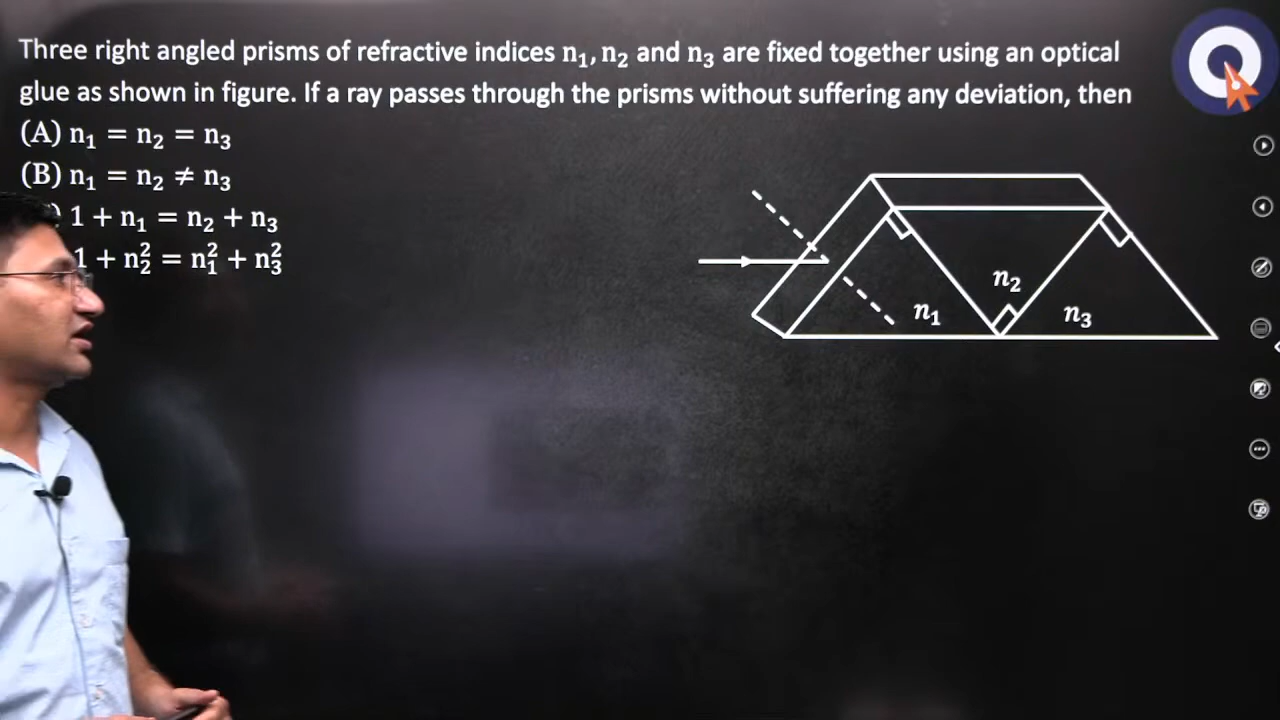 Three right angled prisms of refractive indices n₁, n₂ and n₃ are fixed together using an optical
glue as shown in figure. If a ray passes through the prisms without suffering any deviation, then
(A) n₁ = n₂ = n₃
(B) n₁ = n₂ ≠ n₃
) 1 + n₁ = n₂ + n₃
1 + n₂² = n₁² + n₃²
n₂
n₁
n₃